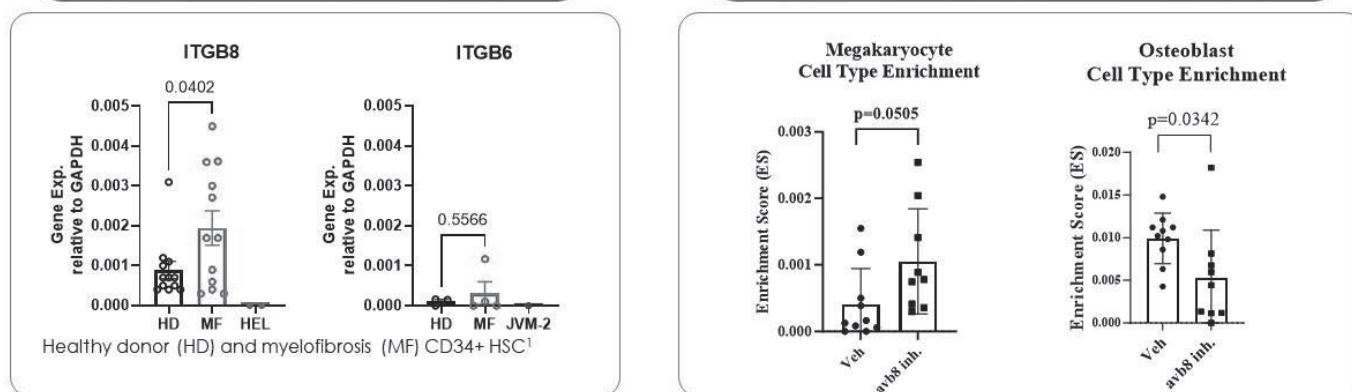 ITGB8
0.0402
0.005
0.004
0.003
0.002
0.001
0.000
Gene Exp.
relative to GAPDH
HD MF HEL
ITGB6
0.5566
0.005
0.004
0.003
0.002
0.001
0.000
Gene Exp.
relative to GAPDH
HD MF JVM-2
Healthy donor (HD) and myelofibrosis (MF) CD34+ HSC1
Megakaryocyte
Cell Type Enrichment
p=0.0505
0.003
0.002
0.001
0.000
Enrichment Score (ES)
Veh
avb8 inh.
Osteoblast
Cell Type Enrichment
p=0.0342
0.020
0.015
0.010
0.005
0.000
Enrichment Score (ES)
Veh
avb8 inh.